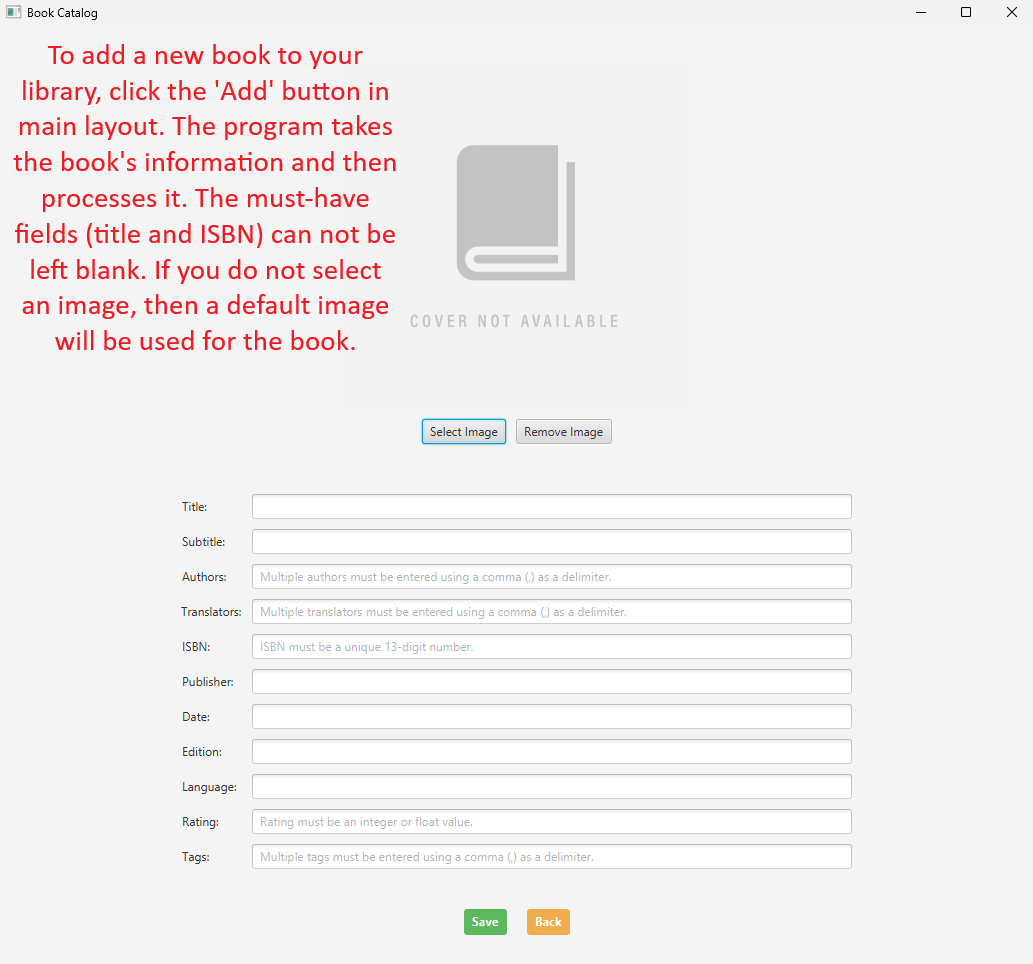 Book Catalog
To add a new book to your
library, click the 'Add' button in
main layout. The program takes
the book's information and then
processes it. The must-have
fields (title and ISBN) can not be
left blank. If you do not select
an image, then a default image
will be used for the book.
COVER NOT AVAILABLE
Select Image Remove Image
Title:
Subtitle:
Authors: Multiple authors must be entered using a comma (,) as a delimiter.
Translators: Multiple translators must be entered using a comma (,) as a delimiter.
ISBN: ISBN must be a unique 13-digit number.
Publisher:
Date:
Edition:
Language:
Rating: Rating must be an integer or float value.
Tags: Multiple tags must be entered using a comma (,) as a delimiter.
Save Back